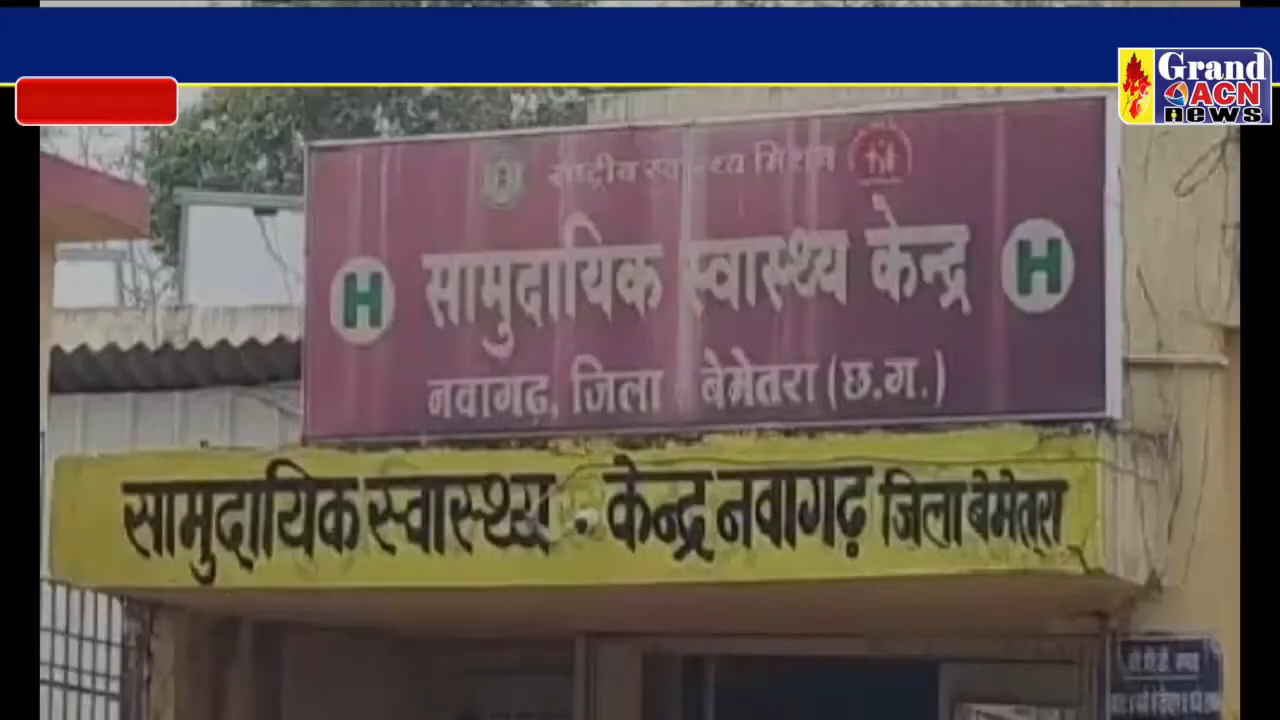 Grand
ACN
news
राष्ट्रीय स्वास्थ्य मिशन
H
सामुदायिक स्वास्थ्य केन्द्र
H
नवागढ़, जिला - बेमेतरा (छ.ग.)
सामुदायिक स्वास्थ्य - केन्द्र नवागढ़ जिला बेमेतरा